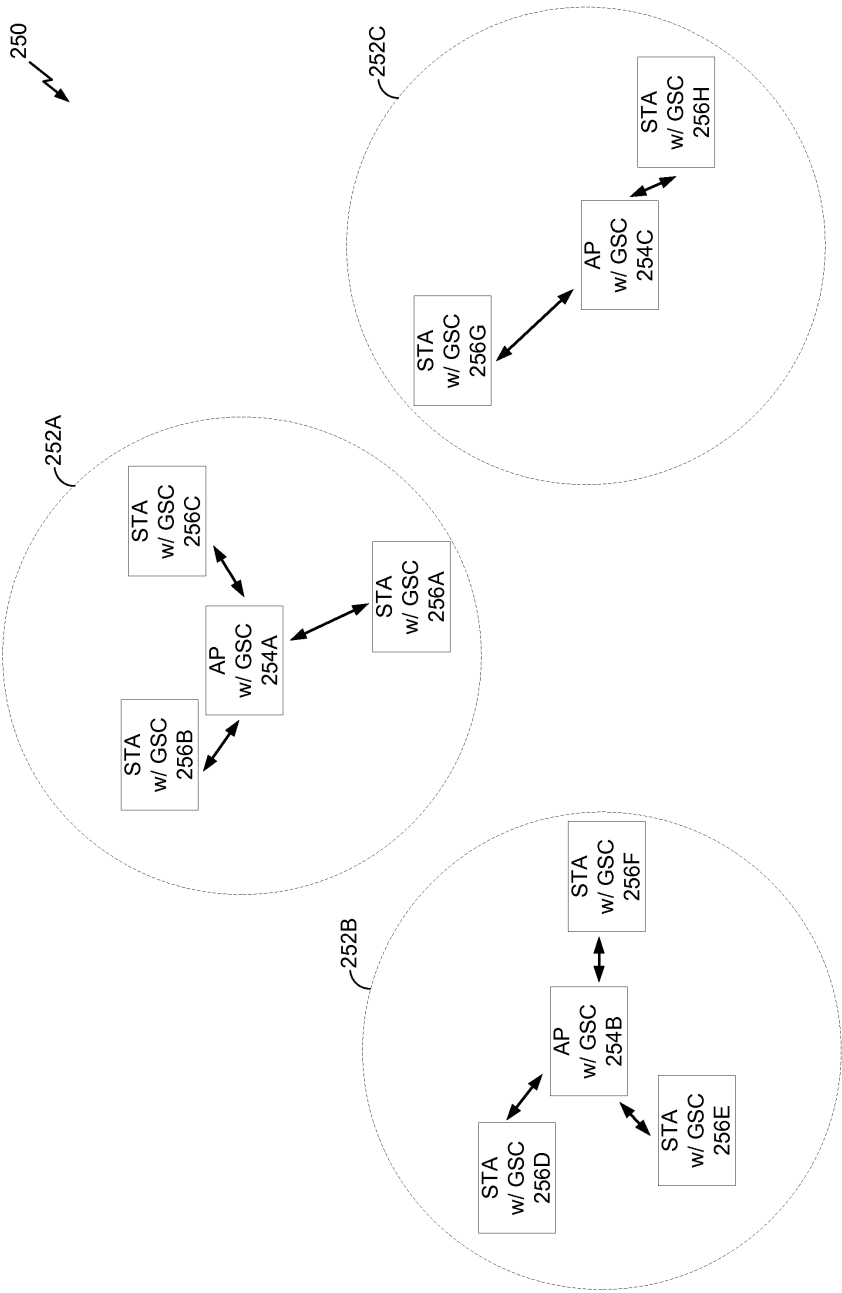 250
252A
STA
w/ GSC
256B
STA
w/ GSC
256C
AP
w/ GSC
254A
STA
w/ GSC
256A
252B
STA
w/ GSC
256D
AP
w/ GSC
254B
STA
w/ GSC
256F
STA
w/ GSC
256E
252C
STA
w/ GSC
256G
AP
w/ GSC
254C
STA
w/ GSC
256H